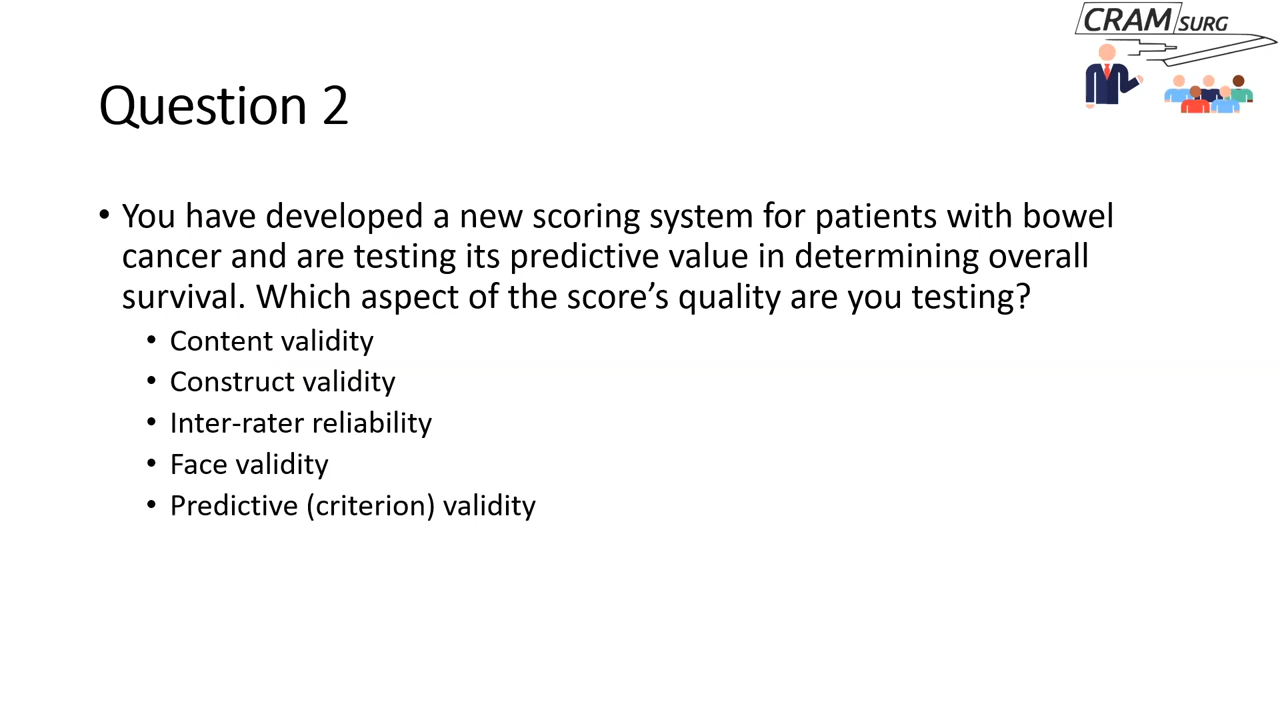 CRAM SURG
Question 2
• You have developed a new scoring system for patients with bowel
cancer and are testing its predictive value in determining overall
survival. Which aspect of the score’s quality are you testing?
• Content validity
• Construct validity
• Inter-rater reliability
• Face validity
• Predictive (criterion) validity